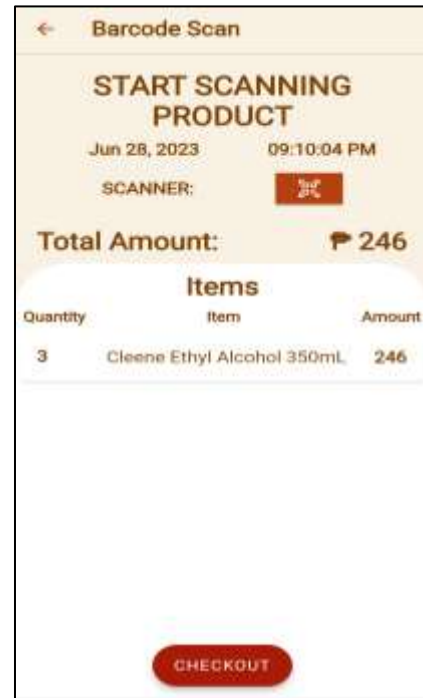 Barcode Scan
START SCANNING
PRODUCT
Jun 28, 2023 09:10:04 PM
SCANNER:
Total Amount: ₱ 246
Items
Quantity Item Amount
3 Cleene Ethyl Alcohol 350mL 246
CHECKOUT